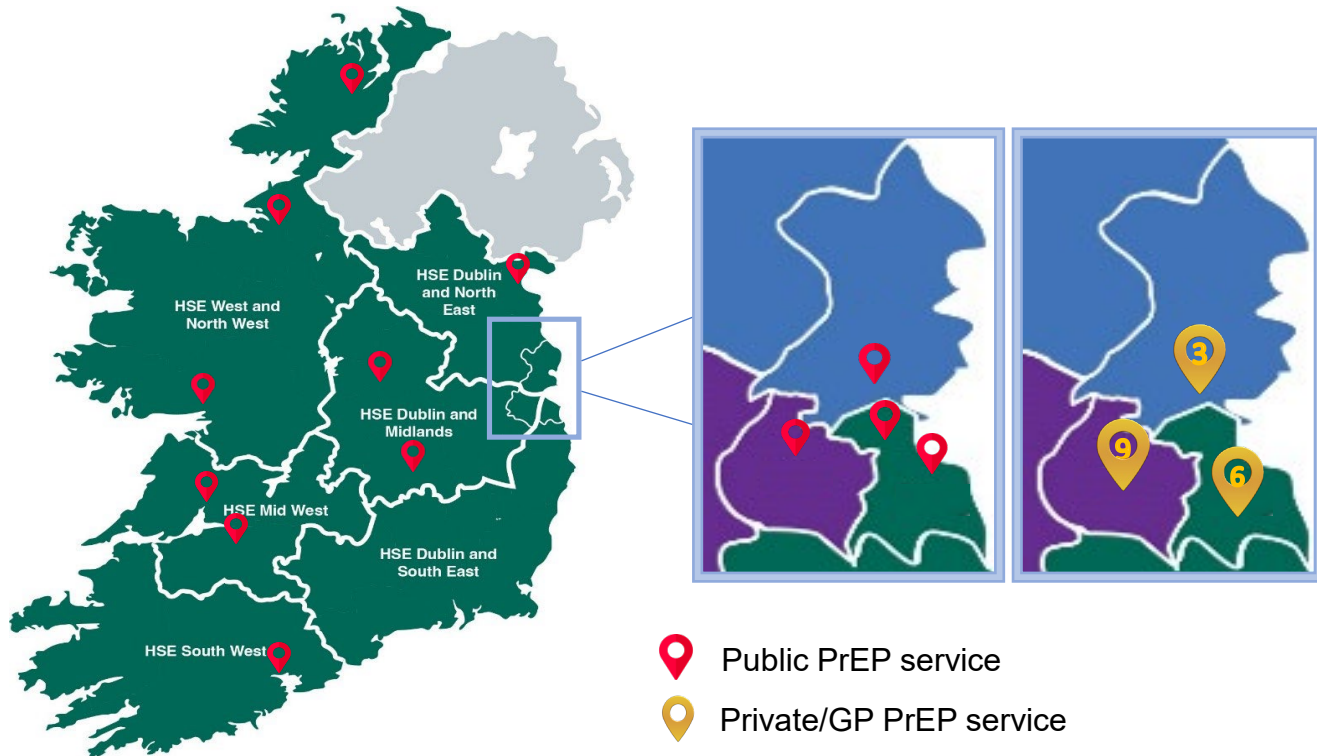 HSE Dublin
and North
East
HSE West and
North West
HSE Dublin and
Midlands
HSE Mid West
HSE Dublin and
South East
HSE South West
3
9
6
Public PrEP service
Private/GP PrEP service